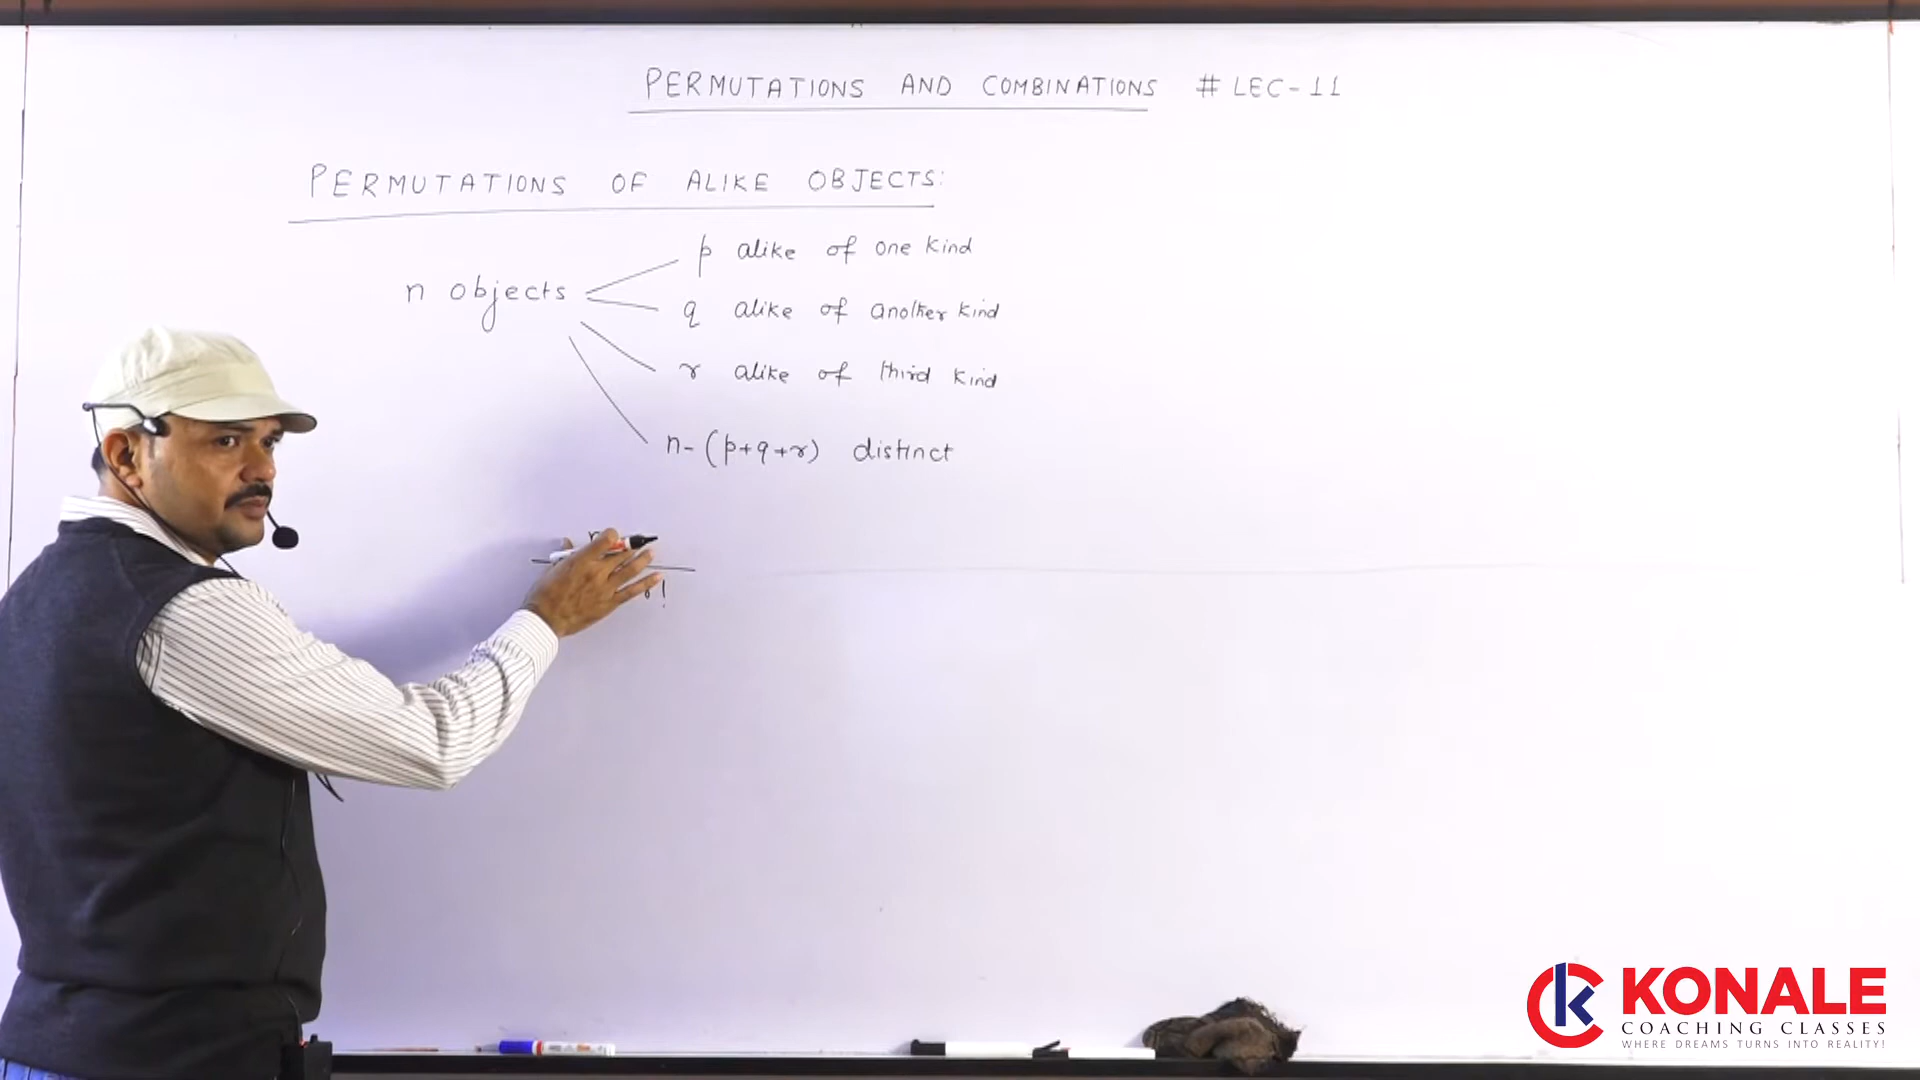 PERMUTATIONS AND COMBINATIONS # LEC-11
PERMUTATIONS OF ALIKE OBJECTS:
n objects
p alike of one kind
q alike of another kind
r alike of third kind
n-(p+q+r) distinct
KONALE
COACHING CLASSES
WHERE DREAMS TURNS INTO REALITY!